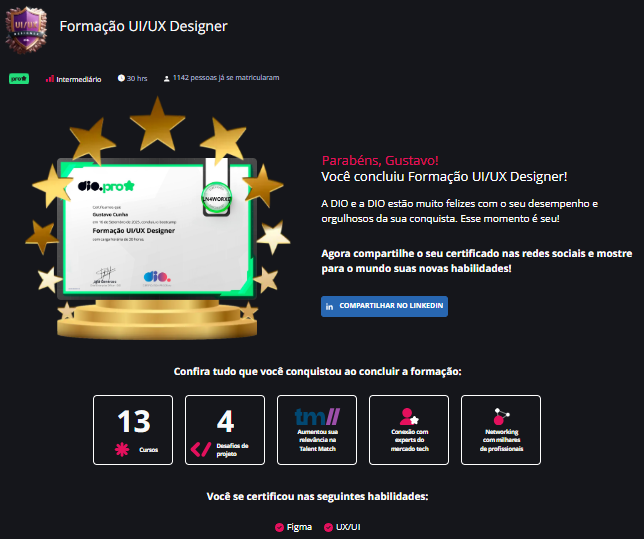 UI/UX
DESIGNER
Formação UI/UX Designer
pro
Intermediário
30 hrs
1142 pessoas já se matricularam
dio.pro
LN4WORXD
Certificamos que
Gustavo Cunha
em 16 de Setembro de 2025, concluiu o bootcamp
Formação UI/UX Designer
com carga horária de 30 horas
dio.
Parabéns, Gustavo!
Você concluiu Formação UI/UX Designer!
A DIO e a DIO estão muito felizes com o seu desempenho e
orgulhosos da sua conquista. Esse momento é seu!
Agora compartilhe o seu certificado nas redes sociais e mostre
para o mundo suas novas habilidades!
in COMPARTILHAR NO LINKEDIN
Confira tudo que você conquistou ao concluir a formação:
13
Cursos
4
Desafios de
projeto
tm//
Aumentou sua
relevância na
Talent Match
Conexão com
experts do
mercado tech
Networking
com milhares
de profissionais
Você se certificou nas seguintes habilidades:
Figma
UX/UI